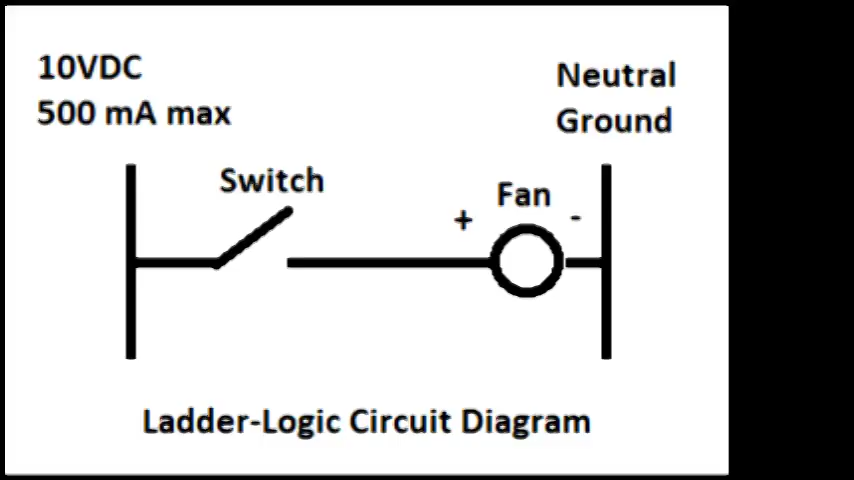 10VDC
500 mA max
Neutral
Ground
Switch
Fan
+
-
Ladder-Logic Circuit Diagram